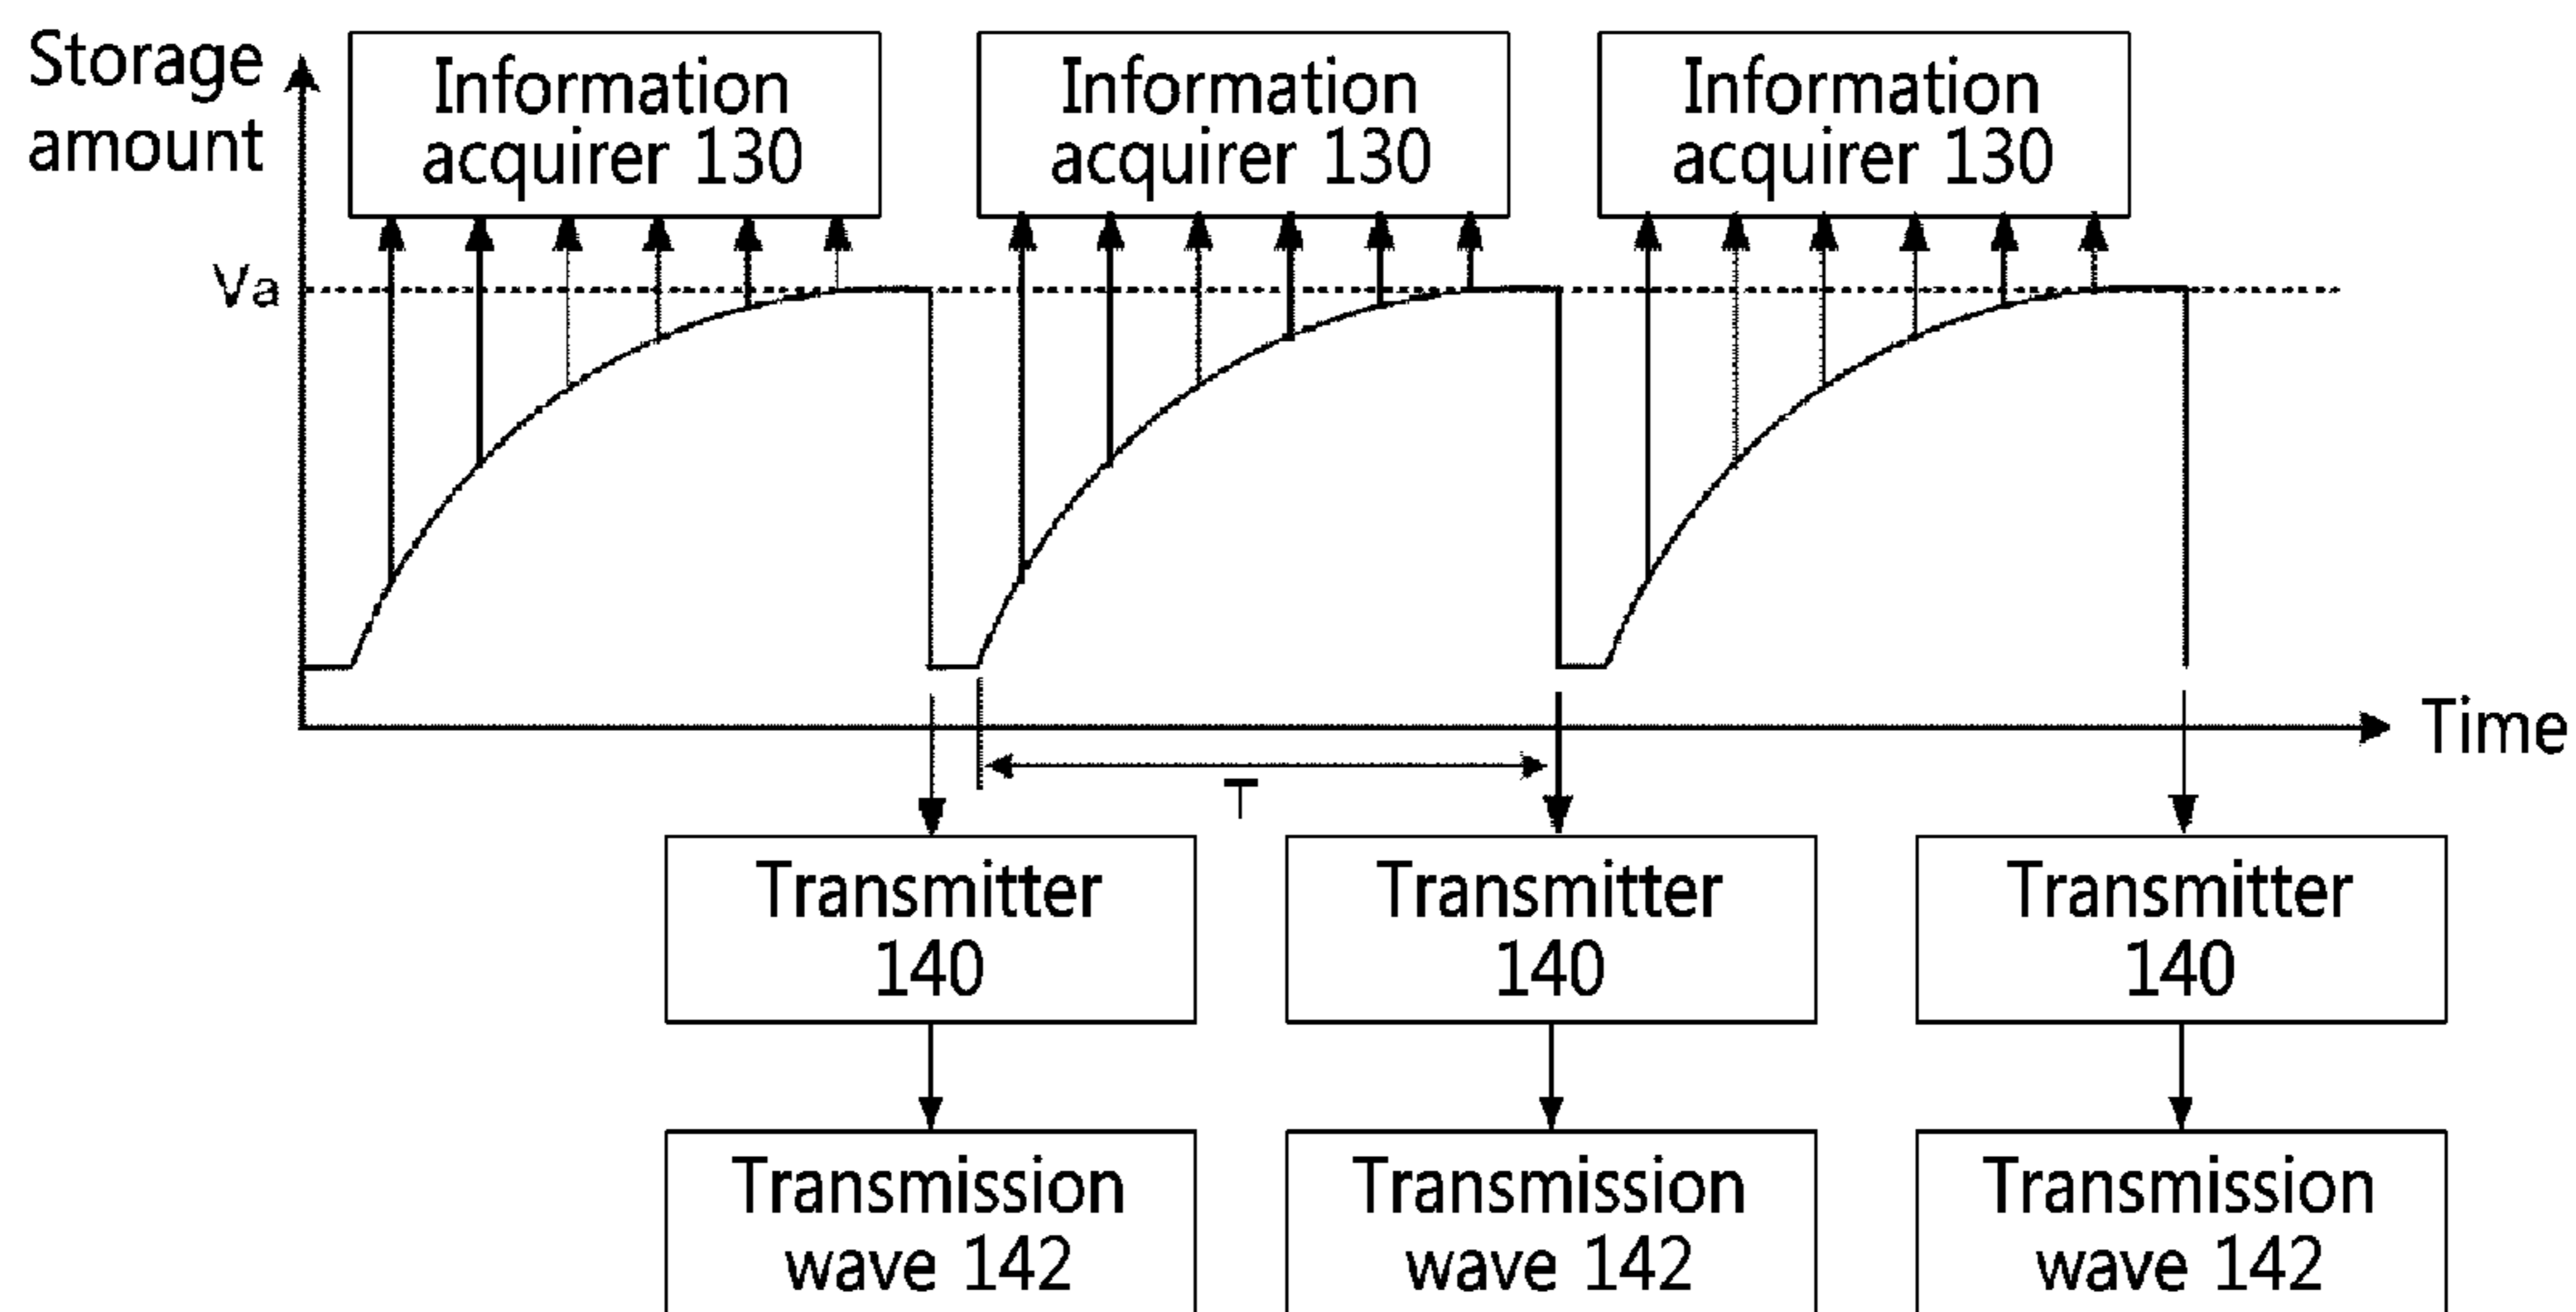 Storage
amount
Information
acquirer 130
Information
acquirer 130
Information
acquirer 130
Va
Time
T
Transmitter
140
Transmitter
140
Transmitter
140
Transmission
wave 142
Transmission
wave 142
Transmission
wave 142